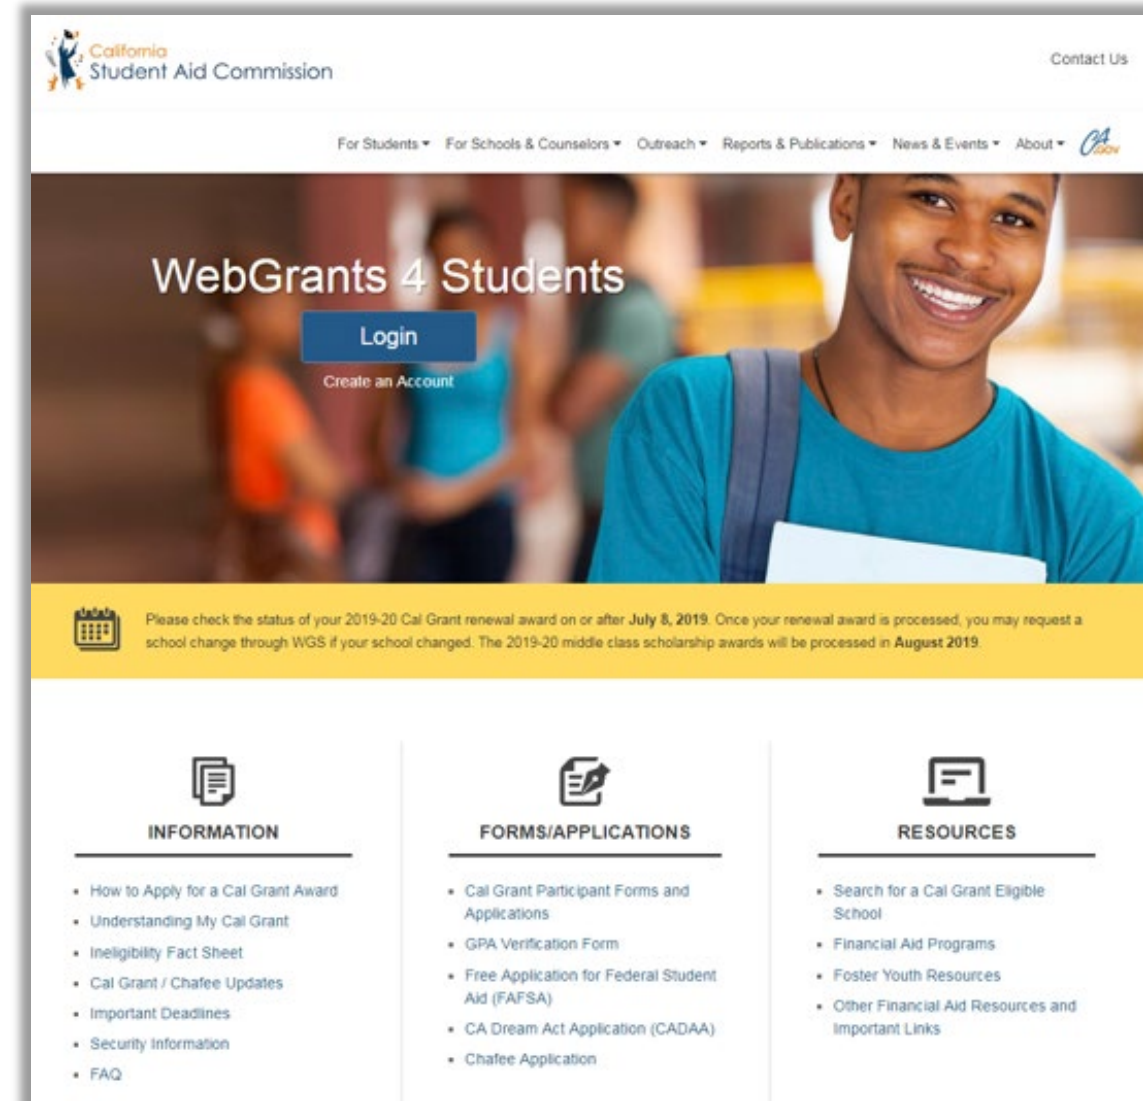 California
Student Aid Commission
Contact Us
For Students For Schools & Counselors Outreach Reports & Publications News & Events About CA.gov
WebGrants 4 Students
Login
Create an Account
Please check the status of your 2019-20 Cal Grant renewal award on or after July 8, 2019. Once your renewal award is processed, you may request a
school change through WGS if your school changed. The 2019-20 middle class scholarship awards will be processed in August 2019.
INFORMATION
How to Apply for a Cal Grant Award
Understanding My Cal Grant
Ineligibility Fact Sheet
Cal Grant / Chafee Updates
Important Deadlines
Security Information
FAQ
FORMS/APPLICATIONS
Cal Grant Participant Forms and
Applications
GPA Verification Form
Free Application for Federal Student
Aid (FAFSA)
CA Dream Act Application (CADAA)
Chafee Application
RESOURCES
Search for a Cal Grant Eligible
School
Financial Aid Programs
Foster Youth Resources
Other Financial Aid Resources and
Important Links